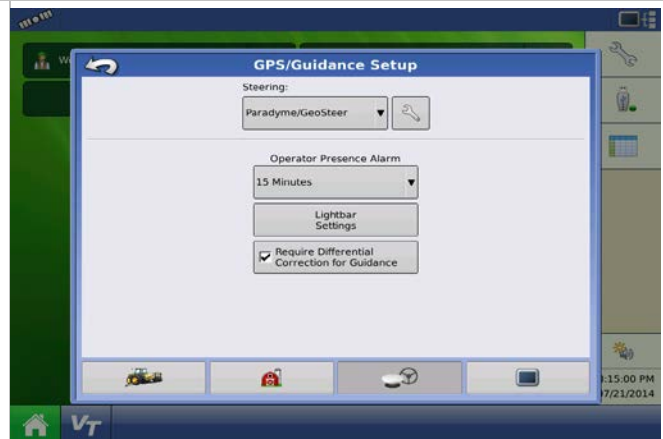 GPS/Guidance Setup
Steering:
Paradyme/GeoSteer
Operator Presence Alarm
15 Minutes
Lightbar
Settings
Require Differential
Correction for Guidance
:15:00 PM
7/21/2014
VT